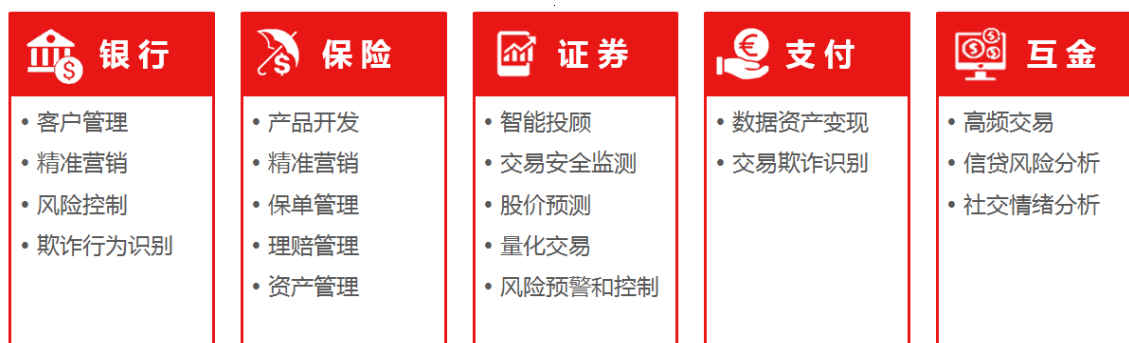 银行
• 客户管理
• 精准营销
• 风险控制
• 欺诈行为识别
保险
• 产品开发
• 精准营销
• 保单管理
• 理赔管理
• 资产管理
证券
• 智能投顾
• 交易安全监测
• 股价预测
• 量化交易
• 风险预警和控制
支付
• 数据资产变现
• 交易欺诈识别
互金
• 高频交易
• 信贷风险分析
• 社交情绪分析